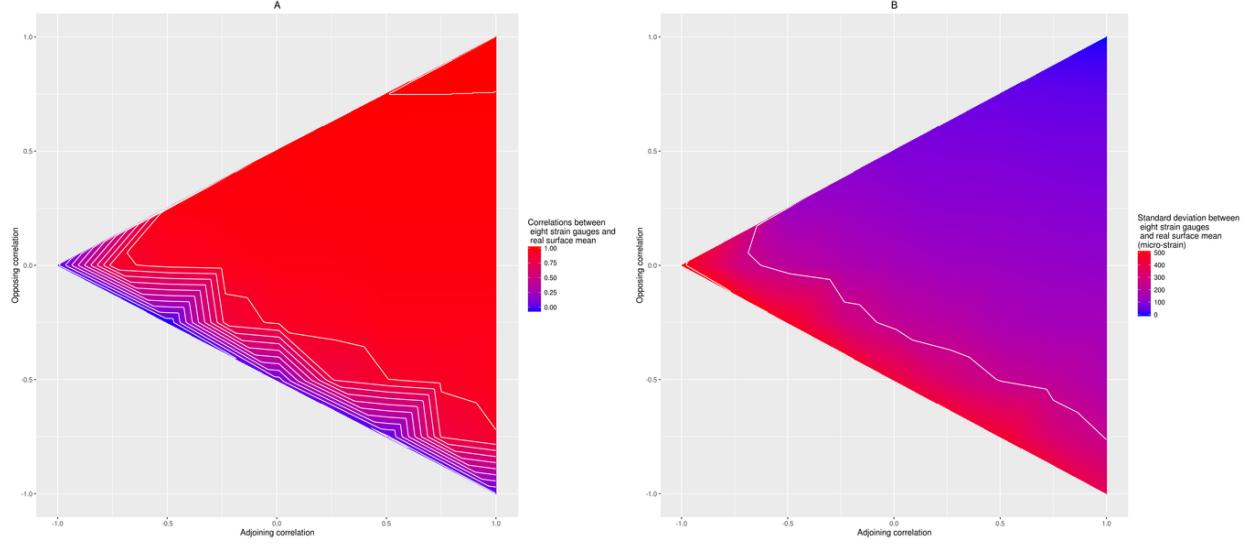 A
1.0
0.5
0.0
-0.5
-1.0
Opposing correlation
-1.0 -0.5 0.0 0.5 1.0
Adjoining correlation
Correlations between
eight strain gauges and
real surface mean
1.00
0.75
0.50
0.25
0.00
B
1.0
0.5
0.0
-0.5
-1.0
Opposing correlation
-1.0 -0.5 0.0 0.5 1.0
Adjoining correlation
Standard deviation between
eight strain gauges
and real surface mean
(micro-strain)
500
400
300
200
100
0